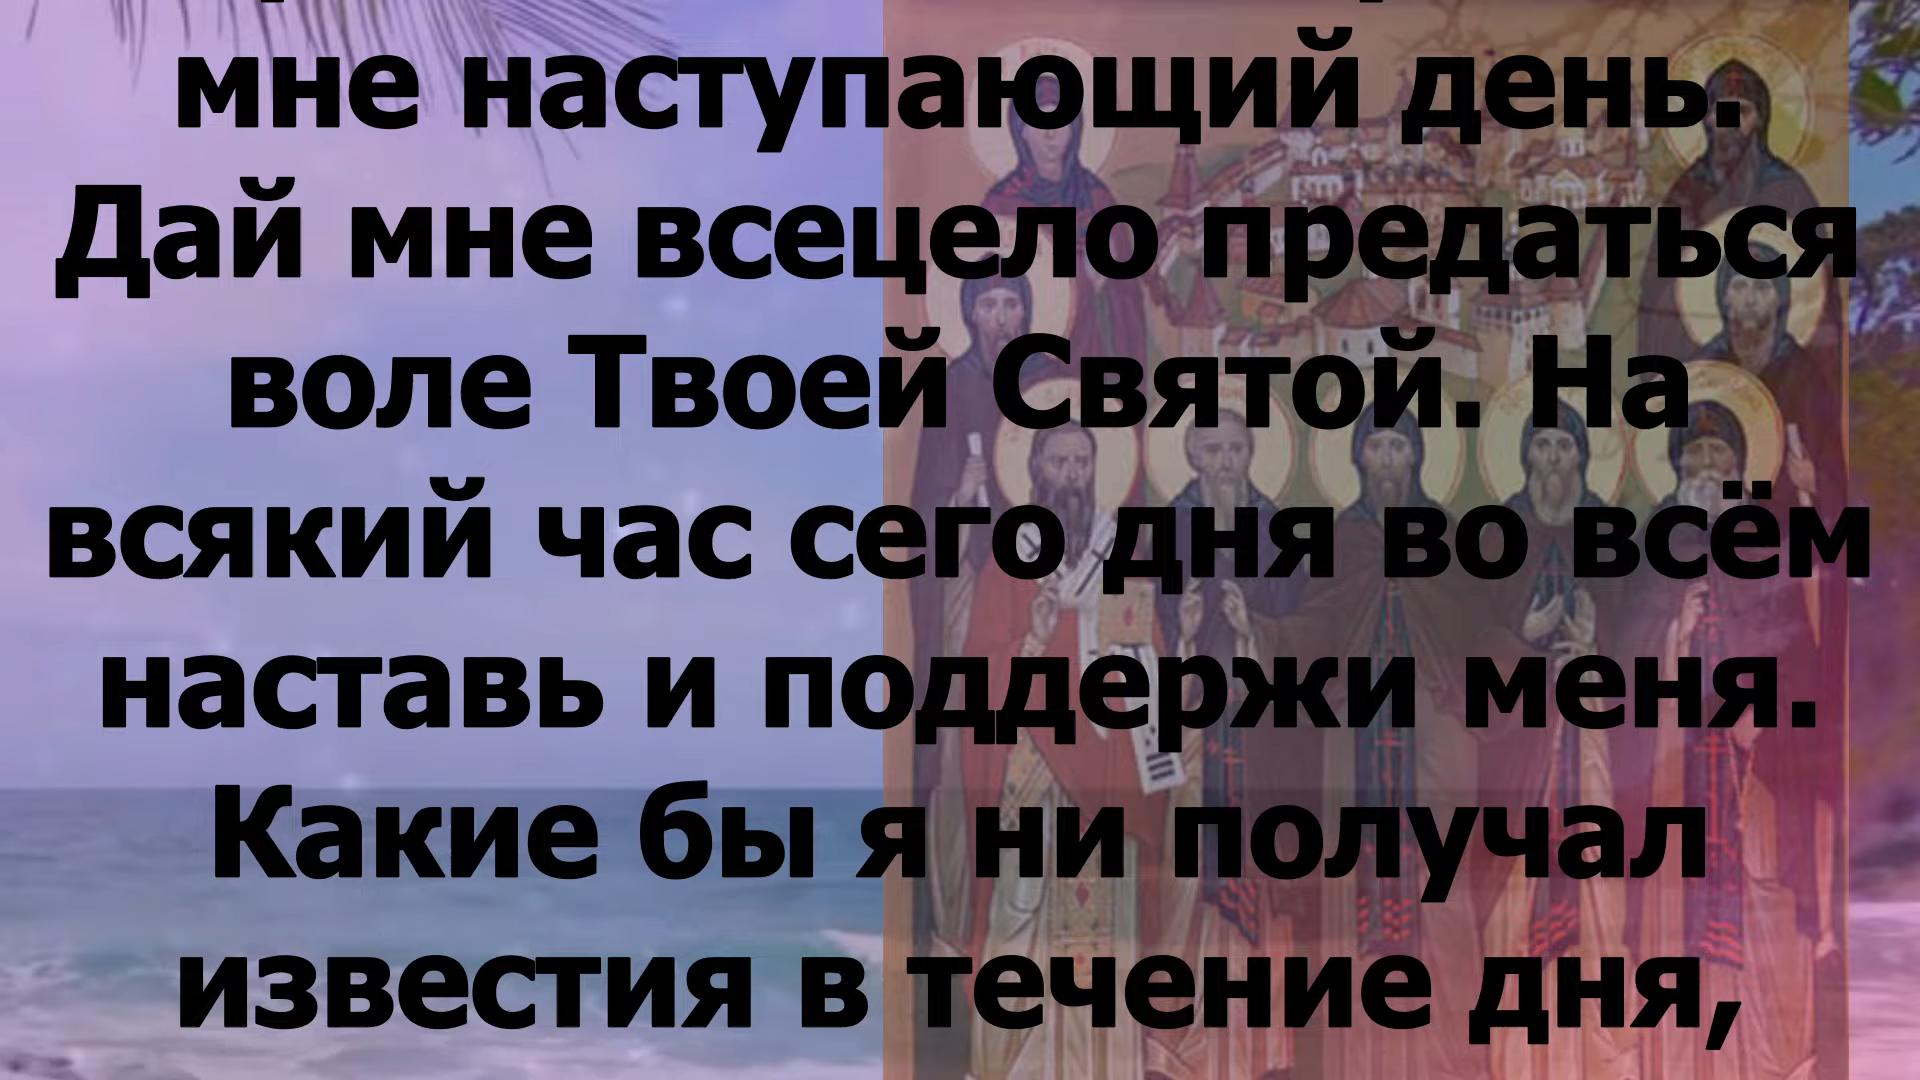 мне наступающий день.
Дай мне всецело предаться
воле Твоей Святой. На
всякий час сего дня во всём
наставь и поддержи меня.
Какие бы я ни получал
известия в течение дня,